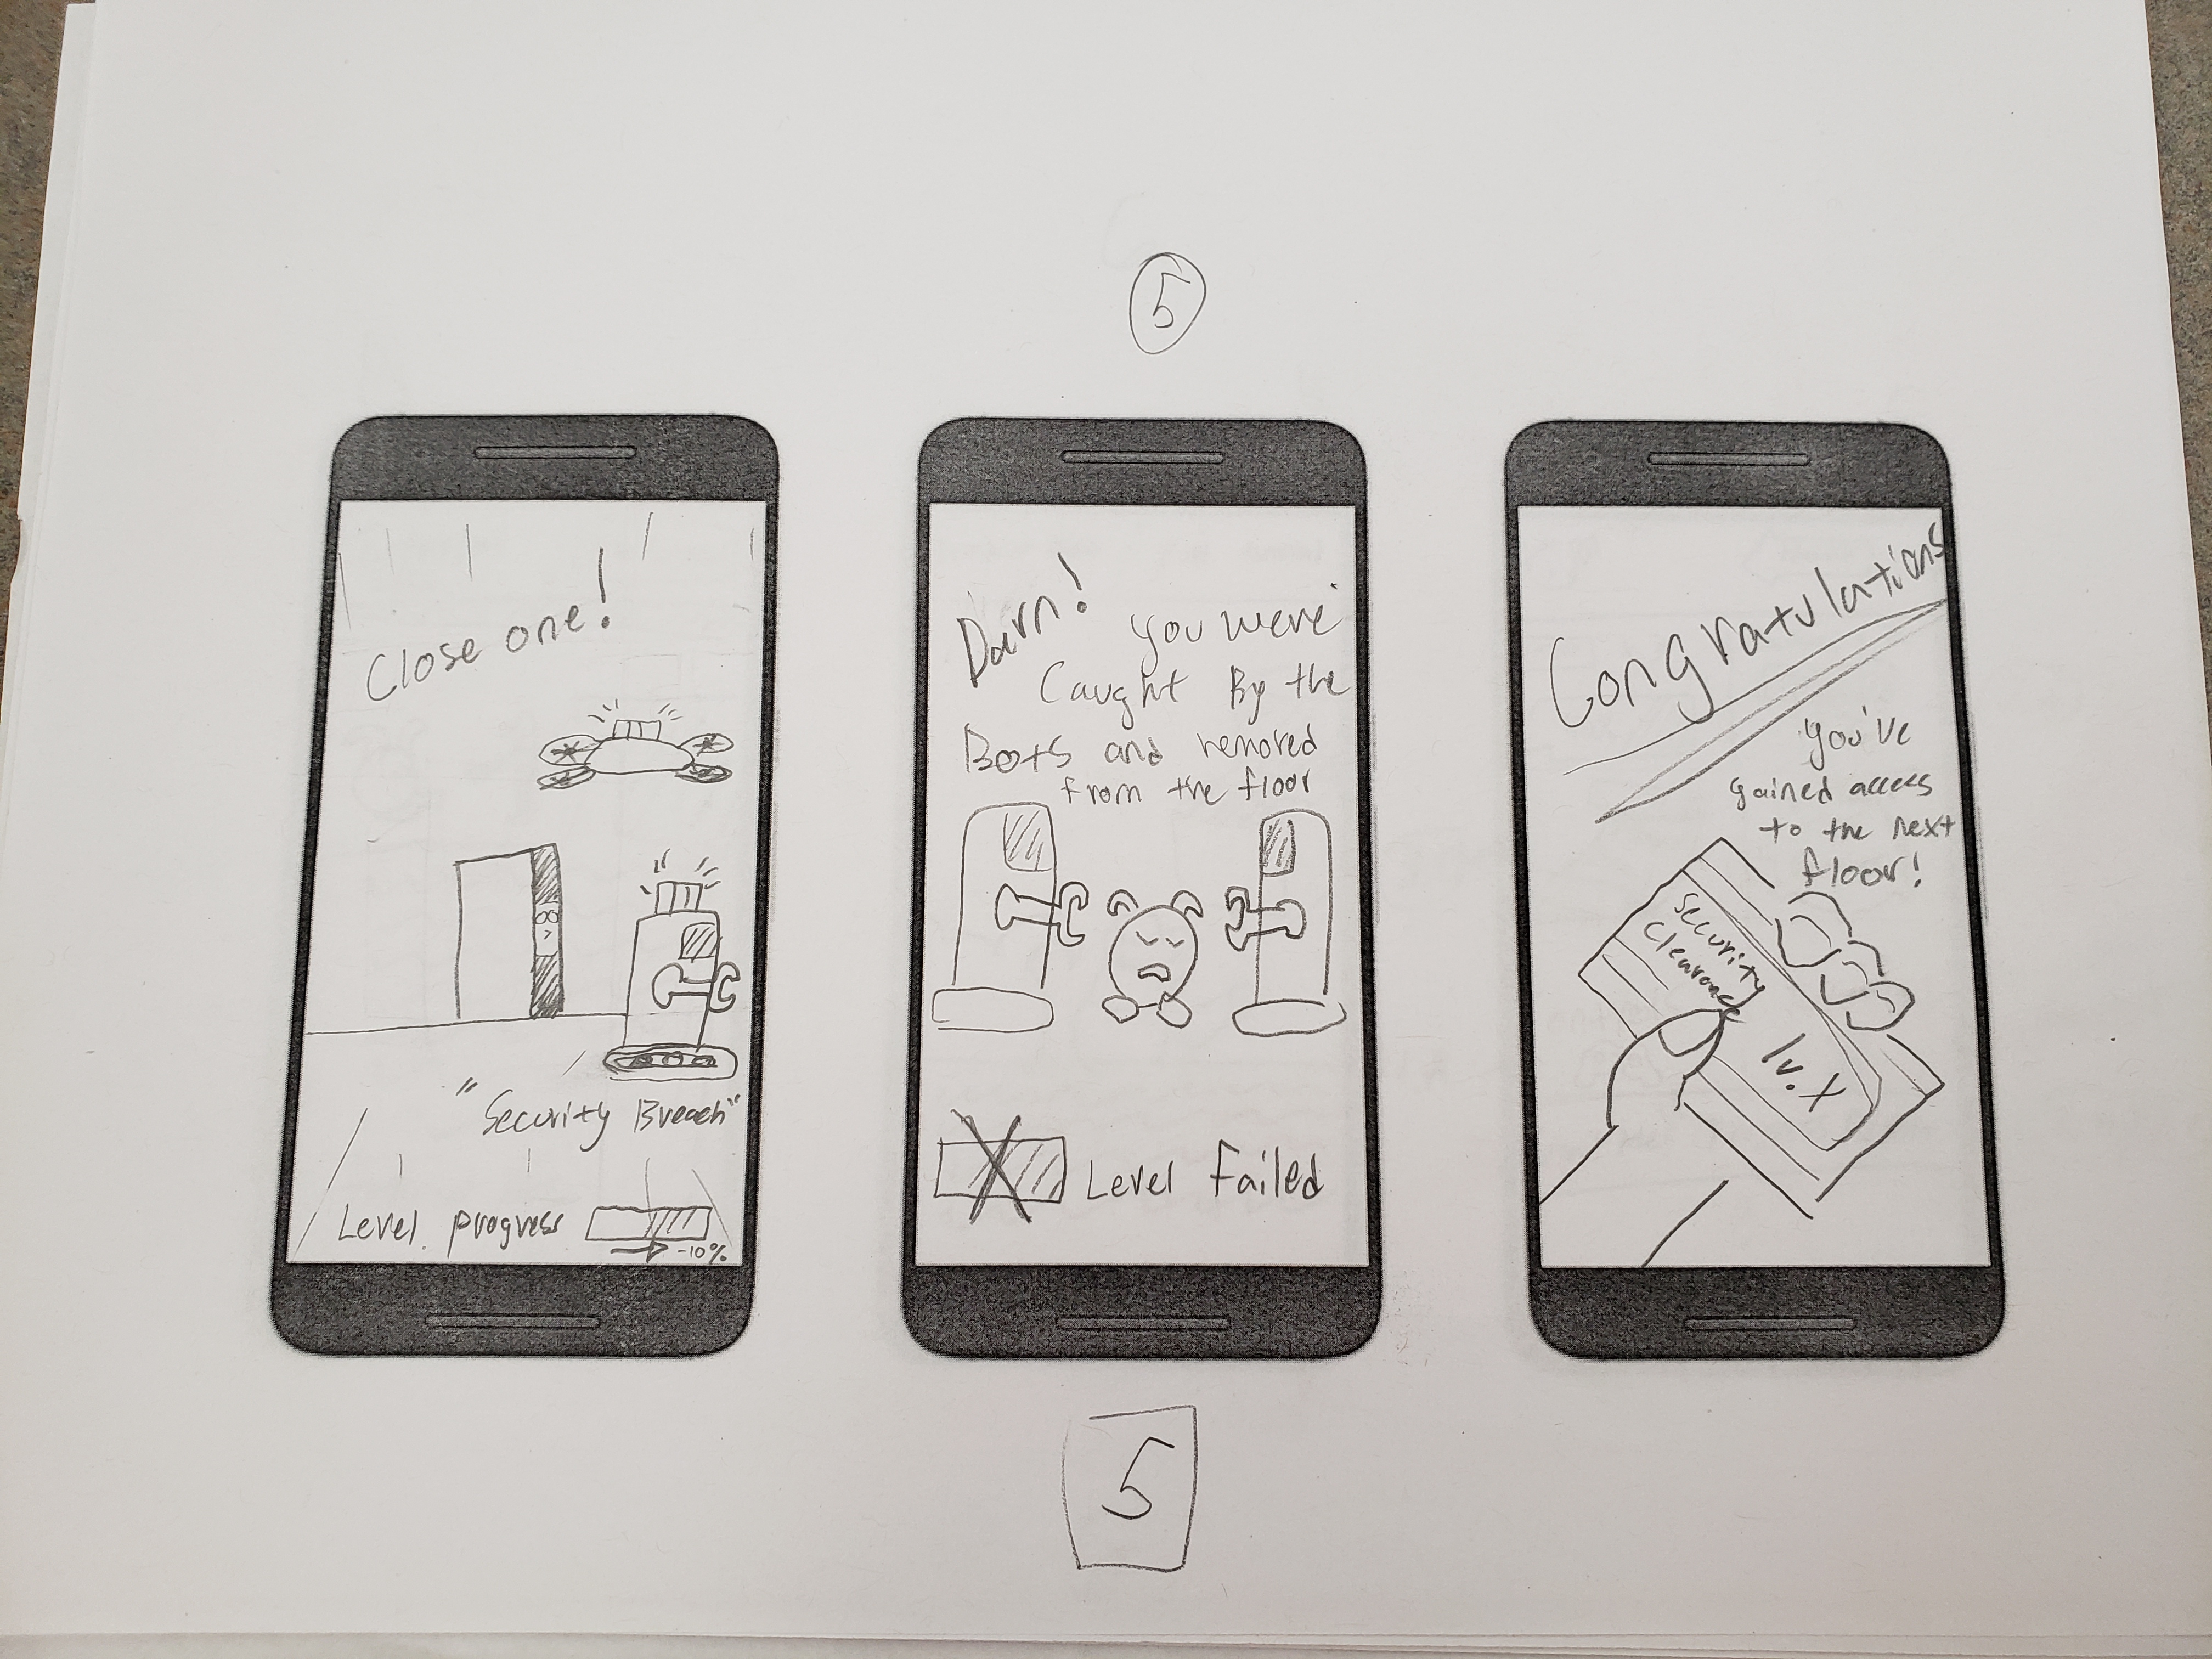 5
Close one!
"Security Breach"
Level progress
-10%
Darn! you were
Caught By the
Bots and removed
from the floor
Level Failed
Congratulations
you've
gained access
to the next
floor!
Security
Clearance
lv. X
5